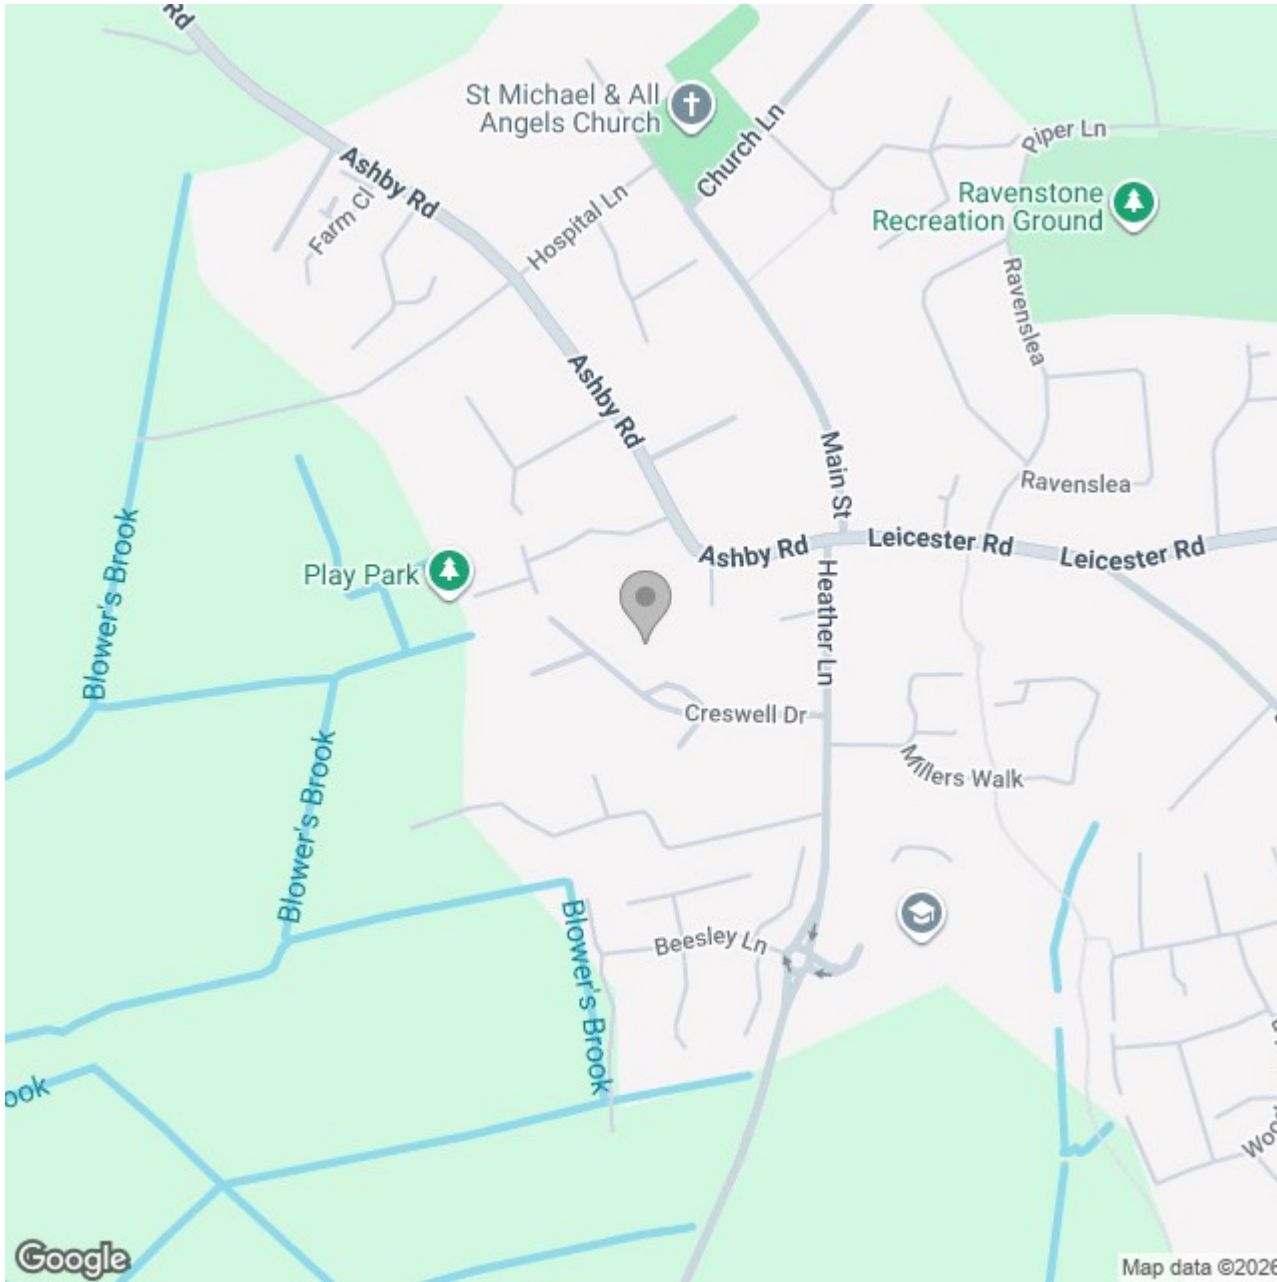 Rd
St Michael & All
Angels Church
Church Ln
Piper Ln
Ashby Rd
Farm Cl
Hospital Ln
Ravenstone
Recreation Ground
Ravenslea
Ashby Rd
Main St
Ravenslea
Blower's Brook
Play Park
Ashby Rd
Leicester Rd
Leicester Rd
Heather Ln
Creswell Dr
Millers Walk
Blower's Brook
Blower's Brook
Beesley Ln
ook
Woo
Google
Map data ©2026